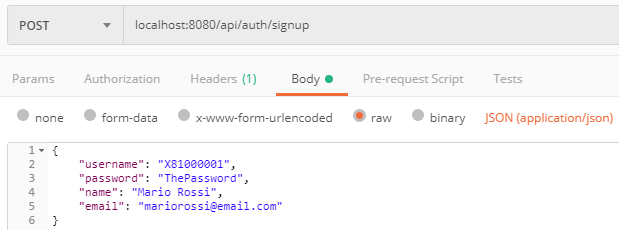 POST localhost:8080/api/auth/signup
Params Authorization Headers (1) Body Pre-request Script Tests
none form-data x-www-form-urlencoded raw binary JSON (application/json)
1 {
2 "username": "X81000001",
3 "password": "ThePassword",
4 "name": "Mario Rossi",
5 "email": "mariorossi@email.com"
6 }